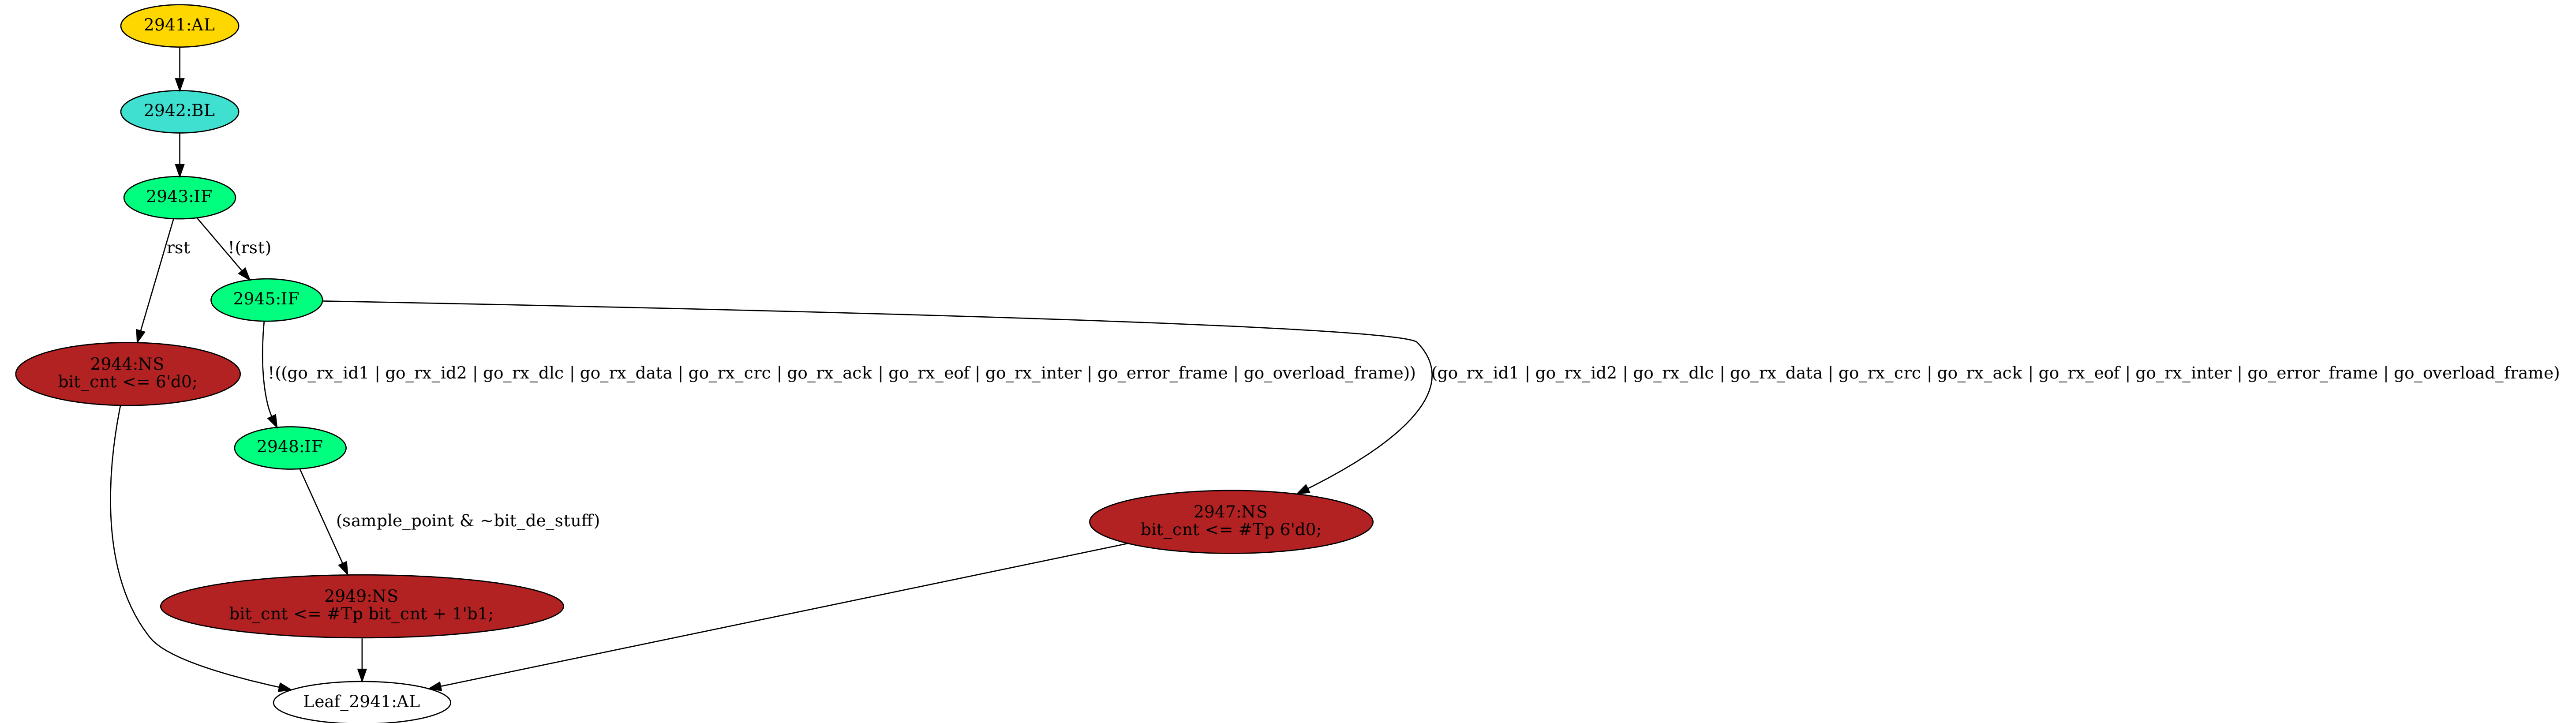 2941:AL
2942:BL
2943:IF
rst
!(rst)
2945:IF
2944:NS
bit_cnt <= 6'd0;
!((go_rx_id1 | go_rx_id2 | go_rx_dlc | go_rx_data | go_rx_crc | go_rx_ack | go_rx_eof | go_rx_inter | go_error_frame | go_overload_frame))
(go_rx_id1 | go_rx_id2 | go_rx_dlc | go_rx_data | go_rx_crc | go_rx_ack | go_rx_eof | go_rx_inter | go_error_frame | go_overload_frame)
2948:IF
(sample_point & ~bit_de_stuff)
2947:NS
bit_cnt <= #Tp 6'd0;
2949:NS
bit_cnt <= #Tp bit_cnt + 1'b1;
Leaf_2941:AL